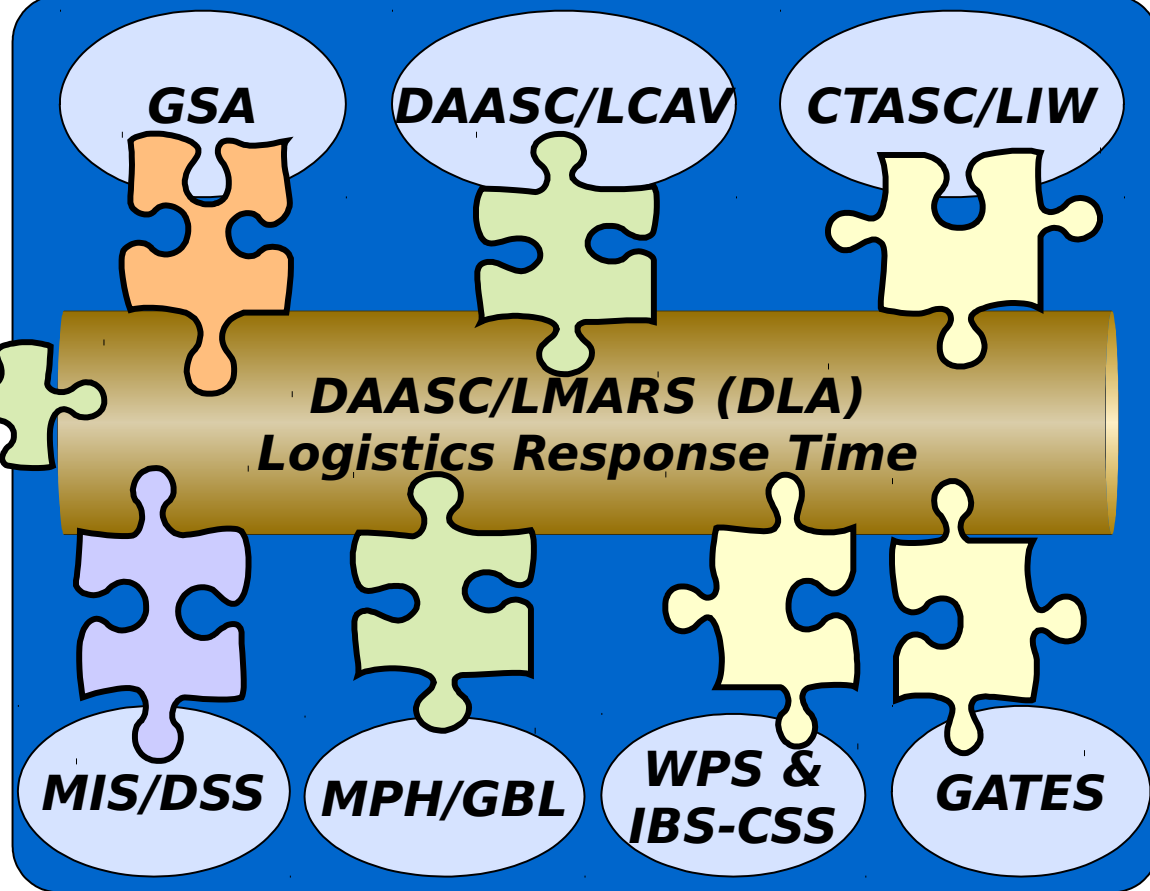 GSA
DAASC/LCAV
CTASC/LIW
DAASC/LMARS (DLA)
Logistics Response Time
MIS/DSS
MPH/GBL
WPS &
IBS-CSS
GATES